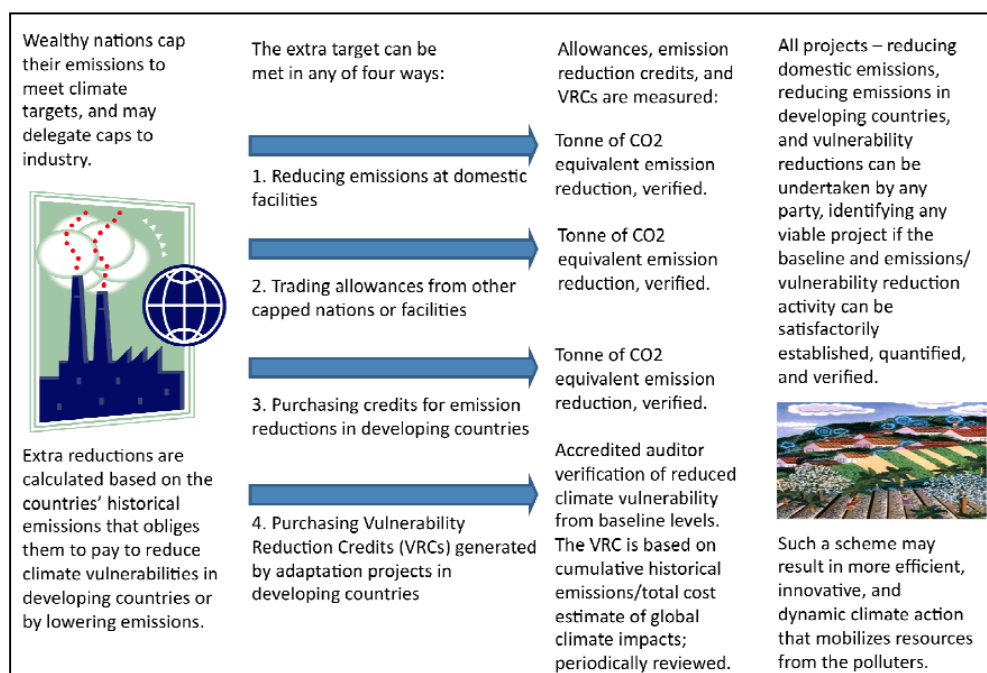 Wealthy nations cap
their emissions to
meet climate
targets, and may
delegate caps to
industry.
Extra reductions are
calculated based on the
countries’ historical
emissions that obliges
them to pay to reduce
climate vulnerabilities in
developing countries or
by lowering emissions.
The extra target can be
met in any of four ways:
1. Reducing emissions at domestic
facilities
2. Trading allowances from other
capped nations or facilities
3. Purchasing credits for emission
reductions in developing countries
4. Purchasing Vulnerability
Reduction Credits (VRCs) generated
by adaptation projects in
developing countries
Allowances, emission
reduction credits, and
VRCs are measured:
Tonne of CO2
equivalent emission
reduction, verified.
Tonne of CO2
equivalent emission
reduction, verified.
Tonne of CO2
equivalent emission
reduction, verified.
Accredited auditor
verification of reduced
climate vulnerability
from baseline levels.
The VRC is based on
cumulative historical
emissions/total cost
estimate of global
climate impacts;
periodically reviewed.
All projects – reducing
domestic emissions,
reducing emissions in
developing countries,
and vulnerability
reductions can be
undertaken by any
party, identifying any
viable project if the
baseline and emissions/
vulnerability reduction
activity can be
satisfactorily
established, quantified,
and verified.
Such a scheme may
result in more efficient,
innovative, and
dynamic climate action
that mobilizes resources
from the polluters.